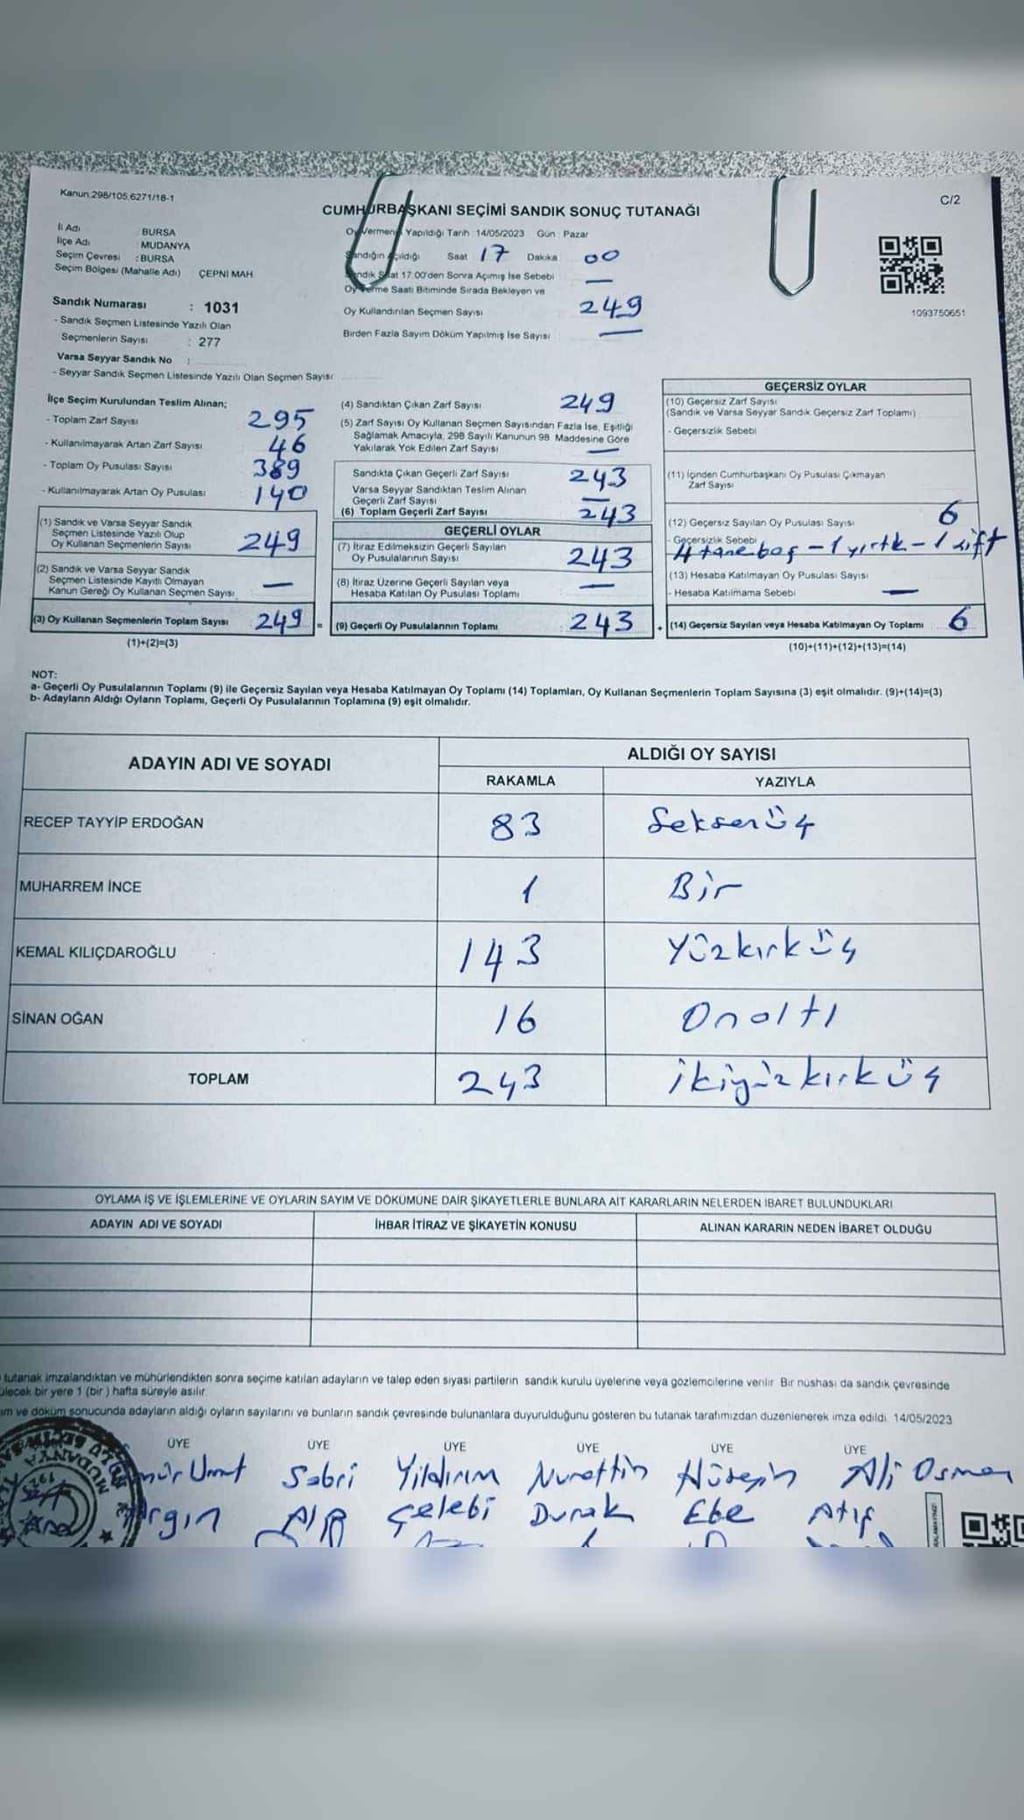 Kanun:298/105,6271/18-1
C/2
CUMHURBAŞKANI SEÇİMİ SANDIK SONUÇ TUTANAĞI
İl Adı : BURSA
İlçe Adı : MUDANYA
Seçim Çevresi : BURSA
Seçim Bölgesi (Mahalle Adı) ÇEPNİ MAH
Sandık Numarası : 1031
- Sandık Seçmen Listesinde Yazılı Olan
Seçmenlerin Sayısı : 277
Varsa Seyyar Sandık No :
- Seyyar Sandık Seçmen Listesinde Yazılı Olan Seçmen Sayısı
Oy Vermenin Yapıldığı Tarih :14/05/2023 Gün : Pazar
Sandığın Açıldığı Saat 17 Dakika 00
Sandık Saat 17.00'den Sonra Açılmış İse Sebebi —
Oy Verme Saati Bitiminde Sırada Bekleyen ve
Oy Kullandırılan Seçmen Sayısı 249
Birden Fazla Sayım Döküm Yapılmış İse Sayısı —
1093750651
İlçe Seçim Kurulundan Teslim Alınan;
- Toplam Zarf Sayısı 295
- Kullanılmayarak Artan Zarf Sayısı 46
- Toplam Oy Pusulası Sayısı 389
- Kullanılmayarak Artan Oy Pusulası 140
(1) Sandık ve Varsa Seyyar Sandık
Seçmen Listesinde Yazılı Olup
Oy Kullanan Seçmenlerin Sayısı 249
(2) Sandık ve Varsa Seyyar Sandık
Seçmen Listesinde Kayıtlı Olmayan
Kanun Gereği Oy Kullanan Seçmen Sayısı —
(3) Oy Kullanan Seçmenlerin Toplam Sayısı 249 =
(1)+(2)=(3)
(4) Sandıktan Çıkan Zarf Sayısı 249
(5) Zarf Sayısı Oy Kullanan Seçmen Sayısından Fazla İse, Eşitliği
Sağlamak Amacıyla, 298 Sayılı Kanunun 98 Maddesine Göre
Yakılarak Yok Edilen Zarf Sayısı —
Sandıkta Çıkan Geçerli Zarf Sayısı 243
Varsa Seyyar Sandıktan Teslim Alınan
Geçerli Zarf Sayısı —
(6) Toplam Geçerli Zarf Sayısı 243
GEÇERLİ OYLAR
(7) İtiraz Edilmeksizin Geçerli Sayılan
Oy Pusulalarının Sayısı 243
(8) İtiraz Üzerine Geçerli Sayılan veya
Hesaba Katılan Oy Pusulası Toplamı —
(9) Geçerli Oy Pusulalarının Toplamı 243 +
GEÇERSİZ OYLAR
(10) Geçersiz Zarf Sayısı
(Sandık ve Varsa Seyyar Sandık Geçersiz Zarf Toplamı)
- Geçersizlik Sebebi
(11) İçinden Cumhurbaşkanı Oy Pusulası Çıkmayan
Zarf Sayısı
(12) Geçersiz Sayılan Oy Pusulası Sayısı 6
- Geçersizlik Sebebi
4 tane boş - 1 yırtk - 1 çift
(13) Hesaba Katılmayan Oy Pusulası Sayısı
- Hesaba Katılmama Sebebi —
(14) Geçersiz Sayılan veya Hesaba Katılmayan Oy Toplamı 6
(10)+(11)+(12)+(13)=(14)
NOT:
a- Geçerli Oy Pusulalarının Toplamı (9) ile Geçersiz Sayılan veya Hesaba Katılmayan Oy Toplamı (14) Toplamları, Oy Kullanan Seçmenlerin Toplam Sayısına (3) eşit olmalıdır. (9)+(14)=(3)
b- Adayların Aldığı Oyların Toplamı, Geçerli Oy Pusulalarının Toplamına (9) eşit olmalıdır.
ADAYIN ADI VE SOYADI
ALDIĞI OY SAYISI
RAKAMLA YAZIYLA
RECEP TAYYİP ERDOĞAN 83 Seksenüç
MUHARREM İNCE 1 Bir
KEMAL KILIÇDAROĞLU 143 Yüzkırküç
SİNAN OĞAN 16 Onaltı
TOPLAM 243 ikiyüzkırküç
OYLAMA İŞ VE İŞLEMLERİNE VE OYLARIN SAYIM VE DÖKÜMÜNE DAİR ŞİKAYETLERLE BUNLARA AİT KARARLARIN NELERDEN İBARET BULUNDUKLARI
ADAYIN ADI VE SOYADI İHBAR İTİRAZ VE ŞİKAYETİN KONUSU ALINAN KARARIN NEDEN İBARET OLDUĞU
tutanak imzalandıktan ve mühürlendikten sonra seçime katılan adayların ve talep eden siyasi partilerin sandık kurulu üyelerine veya gözlemcilerine verilir. Bir nüshası da sandık çevresinde
ülecek bir yere 1 (bir) hafta süreyle asılır.
ım ve döküm sonucunda adayların aldığı oyların sayılarını ve bunların sandık çevresinde bulunanlara duyurulduğunu gösteren bu tutanak tarafımızdan düzenlenerek imza edildi. 14/05/2023
ÜYE ÜYE ÜYE ÜYE ÜYE ÜYE
Umut Sabri Yıldırım Nurettin Hüseyin Ali Osman
Alp Çelebi Durak Ebe Atıf
MUDANYA